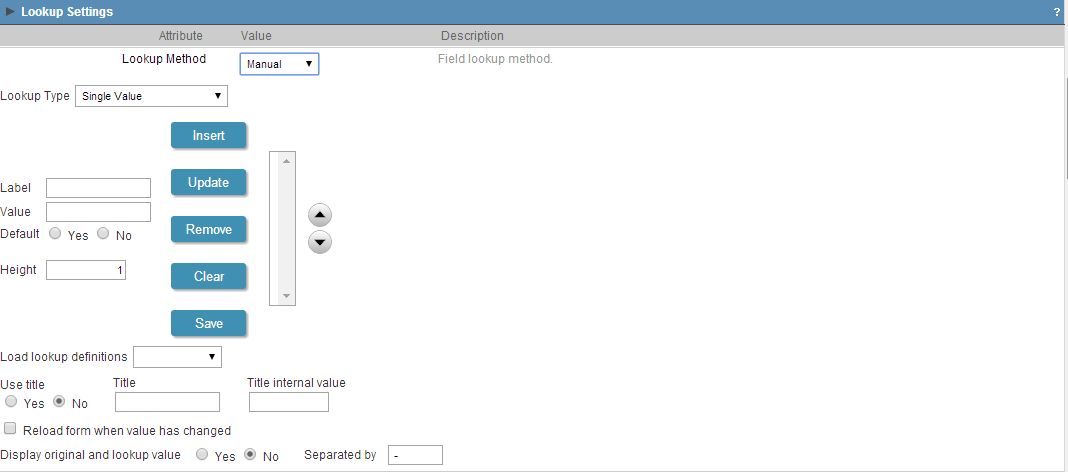 Lookup Settings ?
Attribute Value Description
Lookup Method Manual Field lookup method.
Lookup Type Single Value
Insert
Label
Update
Value
Default Yes No
Remove
Height 1
Clear
Save
Load lookup definitions
Use title Title Title internal value
Yes No
Reload form when value has changed
Display original and lookup value Yes No Separated by -